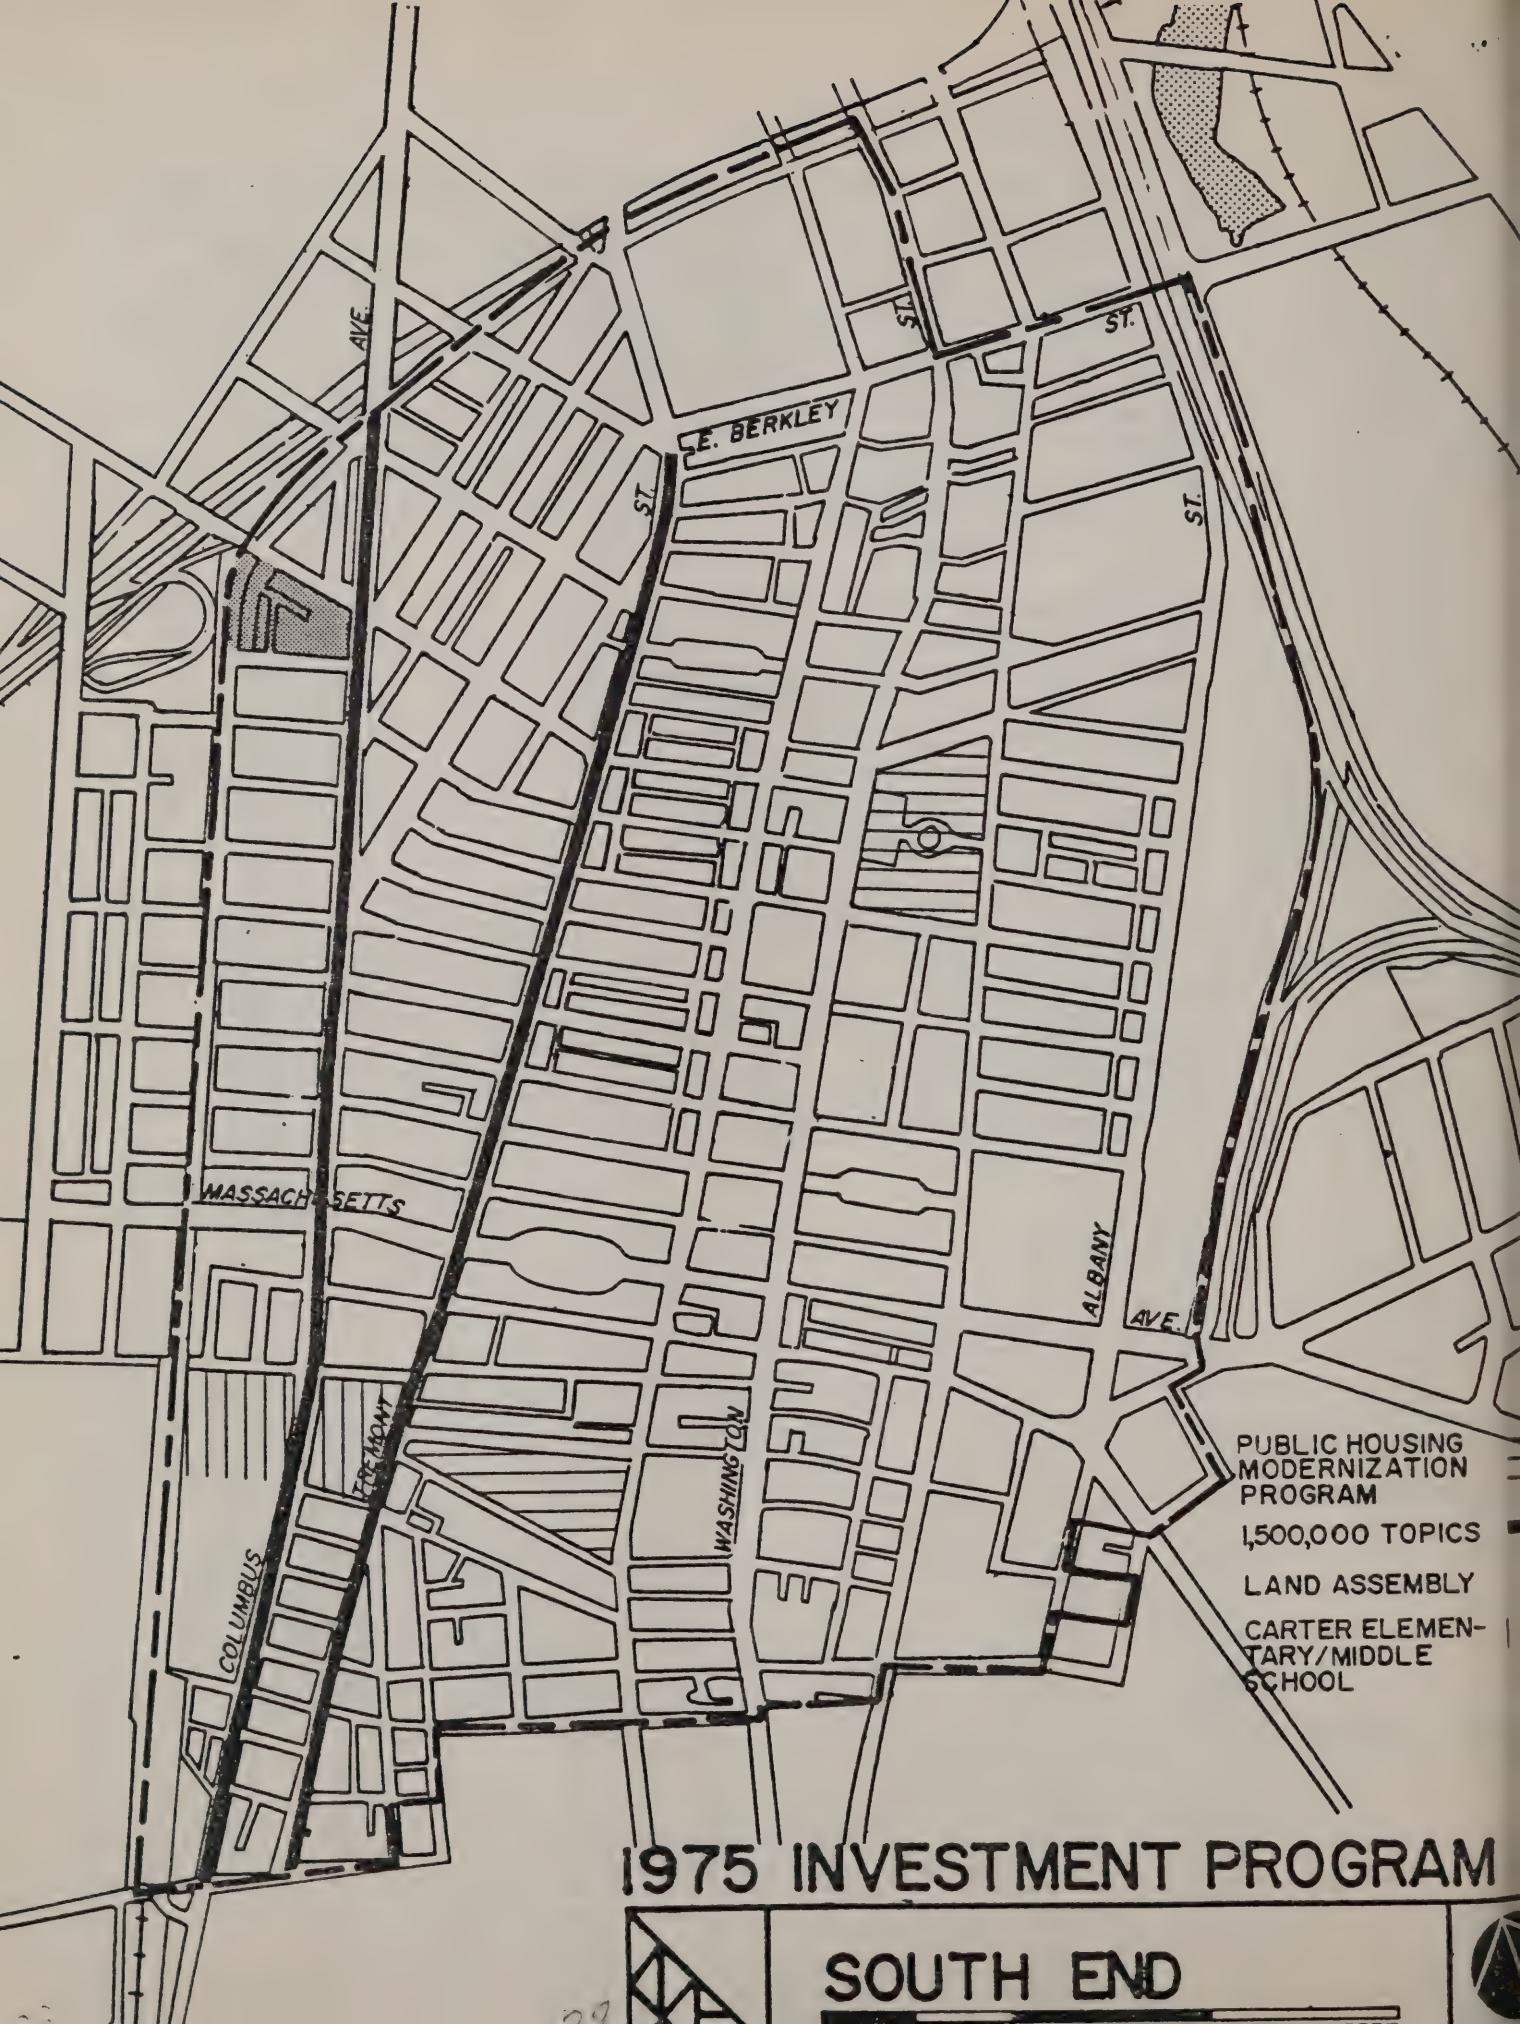 AVE.
ST.
ST.
E. BERKLEY
ST.
ST.
MASSACHUSETTS
ALBANY
AVE.
TREMONT
WASHINGTON
COLUMBUS
PUBLIC HOUSING
MODERNIZATION
PROGRAM
1,500,000 TOPICS
LAND ASSEMBLY
CARTER ELEMEN-
TARY/MIDDLE
SCHOOL
1975 INVESTMENT PROGRAM
SOUTH END